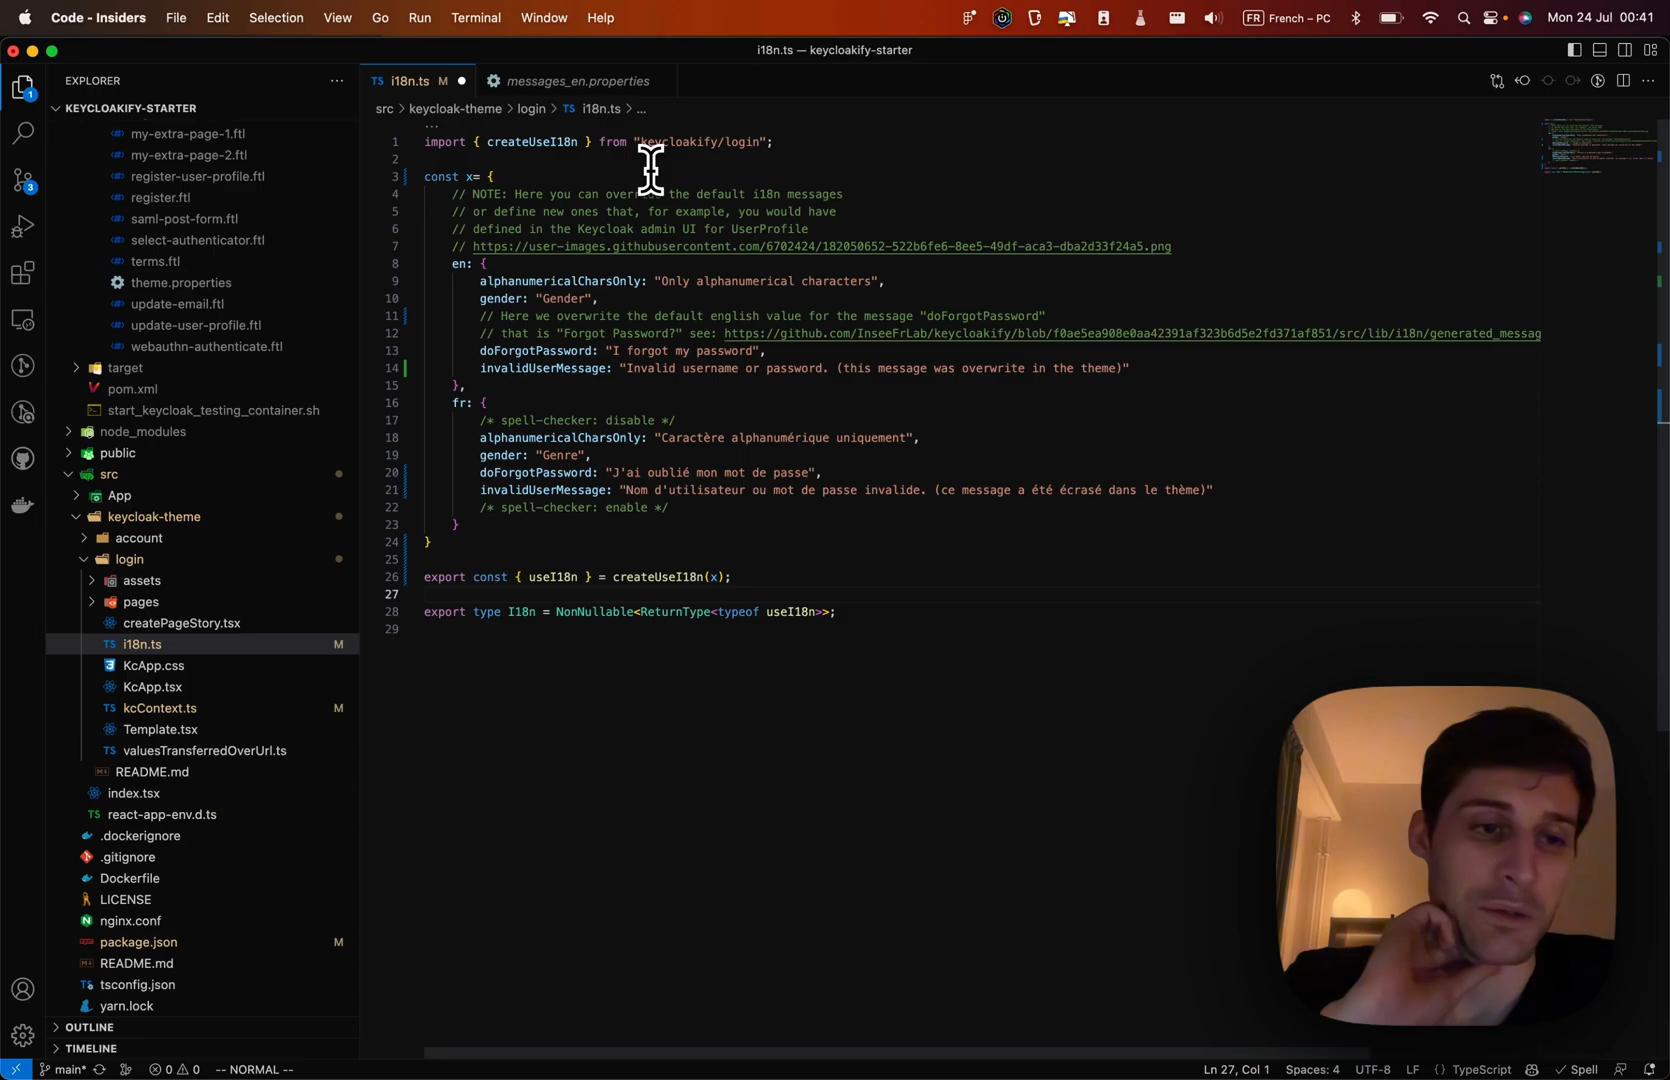 Code - Insiders File Edit Selection View Go Run Terminal Window Help FR French – PC Mon 24 Jul 00:41
i18n.ts — keycloakify-starter
EXPLORER
KEYCLOAKIFY-STARTER
my-extra-page-1.ftl
my-extra-page-2.ftl
register-user-profile.ftl
register.ftl
saml-post-form.ftl
select-authenticator.ftl
terms.ftl
theme.properties
update-email.ftl
update-user-profile.ftl
webauthn-authenticate.ftl
target
pom.xml
start_keycloak_testing_container.sh
node_modules
public
src
App
keycloak-theme
account
login
assets
pages
createPageStory.tsx
TS i18n.ts M
KcApp.css
KcApp.tsx
TS kcContext.ts M
Template.tsx
TS valuesTransferredOverUrl.ts
README.md
index.tsx
TS react-app-env.d.ts
.dockerignore
.gitignore
Dockerfile
LICENSE
nginx.conf
package.json M
README.md
tsconfig.json
yarn.lock
OUTLINE
TIMELINE
1
3
TS i18n.ts M messages_en.properties
src > keycloak-theme > login > TS i18n.ts > ...
1 import { createUseI18n } from "keycloakify/login";
2
3 const x= {
4 // NOTE: Here you can override the default i18n messages
5 // or define new ones that, for example, you would have
6 // defined in the Keycloak admin UI for UserProfile
7 // https://user-images.githubusercontent.com/6702424/182050652-522b6fe6-8ee5-49df-aca3-dba2d33f24a5.png
8 en: {
9 alphanumericalCharsOnly: "Only alphanumerical characters",
10 gender: "Gender",
11 // Here we overwrite the default english value for the message "doForgotPassword"
12 // that is "Forgot Password?" see: https://github.com/InseeFrLab/keycloakify/blob/f0ae5ea908e0aa42391af323b6d5e2fd371af851/src/lib/i18n/generated_messag
13 doForgotPassword: "I forgot my password",
14 invalidUserMessage: "Invalid username or password. (this message was overwrite in the theme)"
15 },
16 fr: {
17 /* spell-checker: disable */
18 alphanumericalCharsOnly: "Caractère alphanumérique uniquement",
19 gender: "Genre",
20 doForgotPassword: "J'ai oublié mon mot de passe",
21 invalidUserMessage: "Nom d'utilisateur ou mot de passe invalide. (ce message a été écrasé dans le thème)"
22 /* spell-checker: enable */
23 }
24 }
25
26 export const { useI18n } = createUseI18n(x);
27
28 export type I18n = NonNullable<ReturnType<typeof useI18n>>;
29
main* 0 0 -- NORMAL -- Ln 27, Col 1 Spaces: 4 UTF-8 LF { } TypeScript Spell